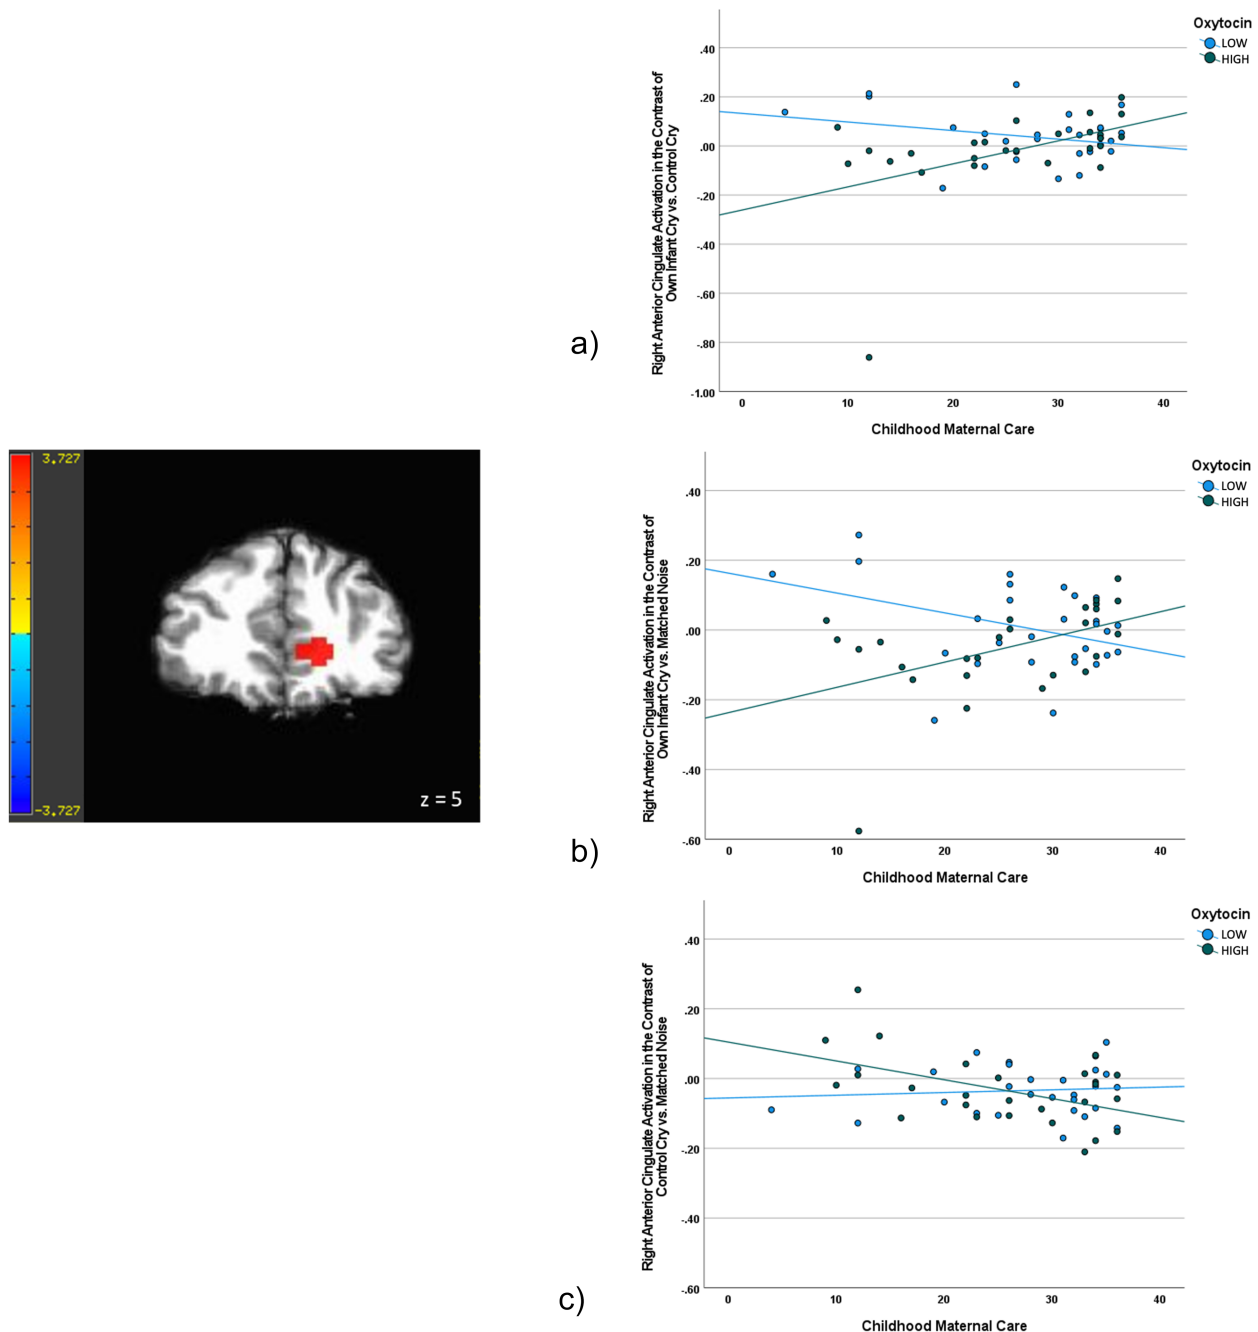 Oxytocin
LOW
HIGH
.40
.20
.00
-.20
-.40
-.60
-.80
-1.00
Right Anterior Cingulate Activation in the Contrast of
Own Infant Cry vs. Control Cry
0
10
20
30
40
Childhood Maternal Care
a)
3.727
-3.727
z = 5
Oxytocin
LOW
HIGH
.40
.20
.00
-.20
-.40
-.60
Right Anterior Cingulate Activation in the Contrast of
Own Infant Cry vs. Matched Noise
0
10
20
30
40
Childhood Maternal Care
b)
Oxytocin
LOW
HIGH
.40
.20
.00
-.20
-.40
-.60
Right Anterior Cingulate Activation in the Contrast of
Control Cry vs. Matched Noise
0
10
20
30
40
Childhood Maternal Care
c)